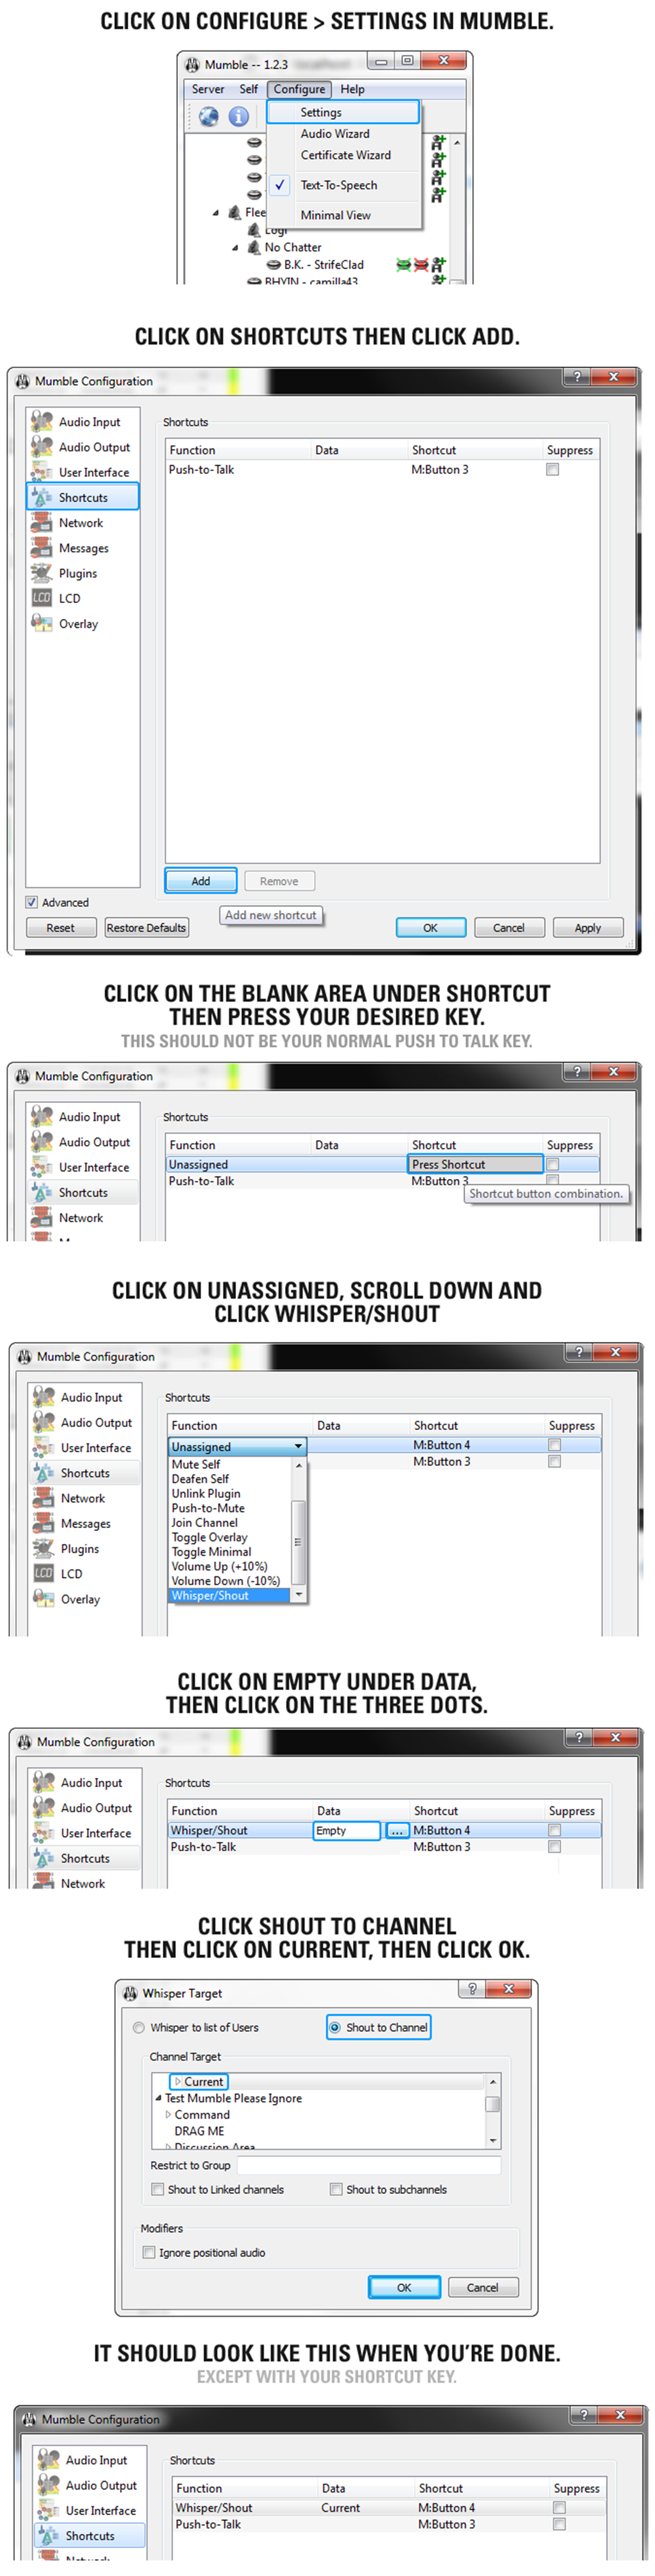 CLICK ON CONFIGURE > SETTINGS IN MUMBLE.
Mumble -- 1.2.3
Server Self Configure Help
Settings
Audio Wizard
Certificate Wizard
Text-To-Speech
Minimal View
Flee
Logi
No Chatter
B.K. - StrifeClad
BHYIN - camilla43
CLICK ON SHORTCUTS THEN CLICK ADD.
Mumble Configuration
Audio Input
Audio Output
User Interface
Shortcuts
Network
Messages
Plugins
LCD
Overlay
Shortcuts
Function Data Shortcut Suppress
Push-to-Talk M:Button 3
Add Remove
Advanced
Add new shortcut
Reset Restore Defaults OK Cancel Apply
CLICK ON THE BLANK AREA UNDER SHORTCUT
THEN PRESS YOUR DESIRED KEY.
THIS SHOULD NOT BE YOUR NORMAL PUSH TO TALK KEY.
Mumble Configuration
Audio Input
Audio Output
User Interface
Shortcuts
Network
Shortcuts
Function Data Shortcut Suppress
Unassigned Press Shortcut
Push-to-Talk M:Button 3
Shortcut button combination.
CLICK ON UNASSIGNED, SCROLL DOWN AND
CLICK WHISPER/SHOUT
Mumble Configuration
Audio Input
Audio Output
User Interface
Shortcuts
Network
Messages
Plugins
LCD
Overlay
Shortcuts
Function Data Shortcut Suppress
Unassigned M:Button 4
M:Button 3
Mute Self
Deafen Self
Unlink Plugin
Push-to-Mute
Join Channel
Toggle Overlay
Toggle Minimal
Volume Up (+10%)
Volume Down (-10%)
Whisper/Shout
CLICK ON EMPTY UNDER DATA,
THEN CLICK ON THE THREE DOTS.
Mumble Configuration
Audio Input
Audio Output
User Interface
Shortcuts
Network
Shortcuts
Function Data Shortcut Suppress
Whisper/Shout Empty ... M:Button 4
Push-to-Talk M:Button 3
CLICK SHOUT TO CHANNEL
THEN CLICK ON CURRENT, THEN CLICK OK.
Whisper Target
Whisper to list of Users Shout to Channel
Channel Target
Current
Test Mumble Please Ignore
Command
DRAG ME
Discussion Area
Restrict to Group
Shout to Linked channels Shout to subchannels
Modifiers
Ignore positional audio
OK Cancel
IT SHOULD LOOK LIKE THIS WHEN YOU'RE DONE.
EXCEPT WITH YOUR SHORTCUT KEY.
Mumble Configuration
Audio Input
Audio Output
User Interface
Shortcuts
Network
Shortcuts
Function Data Shortcut Suppress
Whisper/Shout Current M:Button 4
Push-to-Talk M:Button 3